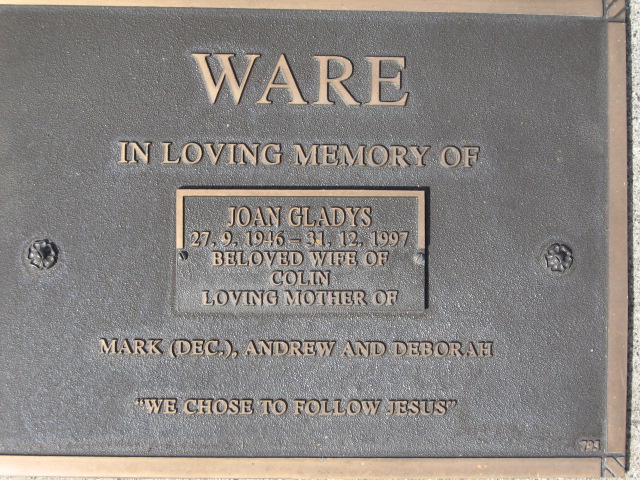 WARE
IN LOVING MEMORY OF
JOAN GLADYS
27. 9. 1946 – 31. 12. 1997
BELOVED WIFE OF
COLIN
LOVING MOTHER OF
MARK (DEC.), ANDREW AND DEBORAH
"WE CHOSE TO FOLLOW JESUS"